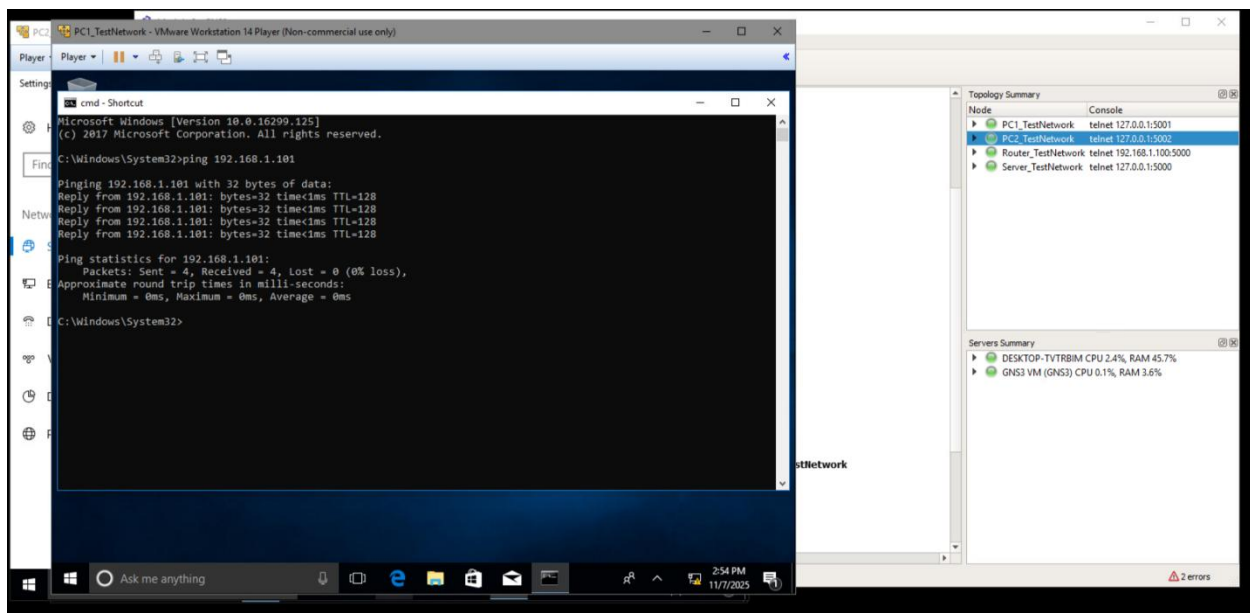 PC2
PC1_TestNetwork - VMware Workstation 14 Player (Non-commercial use only)
Player
Player
Settings
cmd - Shortcut
Microsoft Windows [Version 10.0.16299.125]
(c) 2017 Microsoft Corporation. All rights reserved.
C:\Windows\System32>ping 192.168.1.101
Pinging 192.168.1.101 with 32 bytes of data:
Reply from 192.168.1.101: bytes=32 time<1ms TTL=128
Reply from 192.168.1.101: bytes=32 time<1ms TTL=128
Reply from 192.168.1.101: bytes=32 time<1ms TTL=128
Reply from 192.168.1.101: bytes=32 time<1ms TTL=128
Ping statistics for 192.168.1.101:
Packets: Sent = 4, Received = 4, Lost = 0 (0% loss),
Approximate round trip times in milli-seconds:
Minimum = 0ms, Maximum = 0ms, Average = 0ms
C:\Windows\System32>
Find
Netw
Ask me anything
2:54 PM
11/7/2025
Topology Summary
Node Console
PC1_TestNetwork telnet 127.0.0.1:5001
PC2_TestNetwork telnet 127.0.0.1:5002
Router_TestNetwork telnet 192.168.1.100:5000
Server_TestNetwork telnet 127.0.0.1:5000
Servers Summary
DESKTOP-TVTRBIM CPU 2.4%, RAM 45.7%
GNS3 VM (GNS3) CPU 0.1%, RAM 3.6%
stNetwork
2 errors